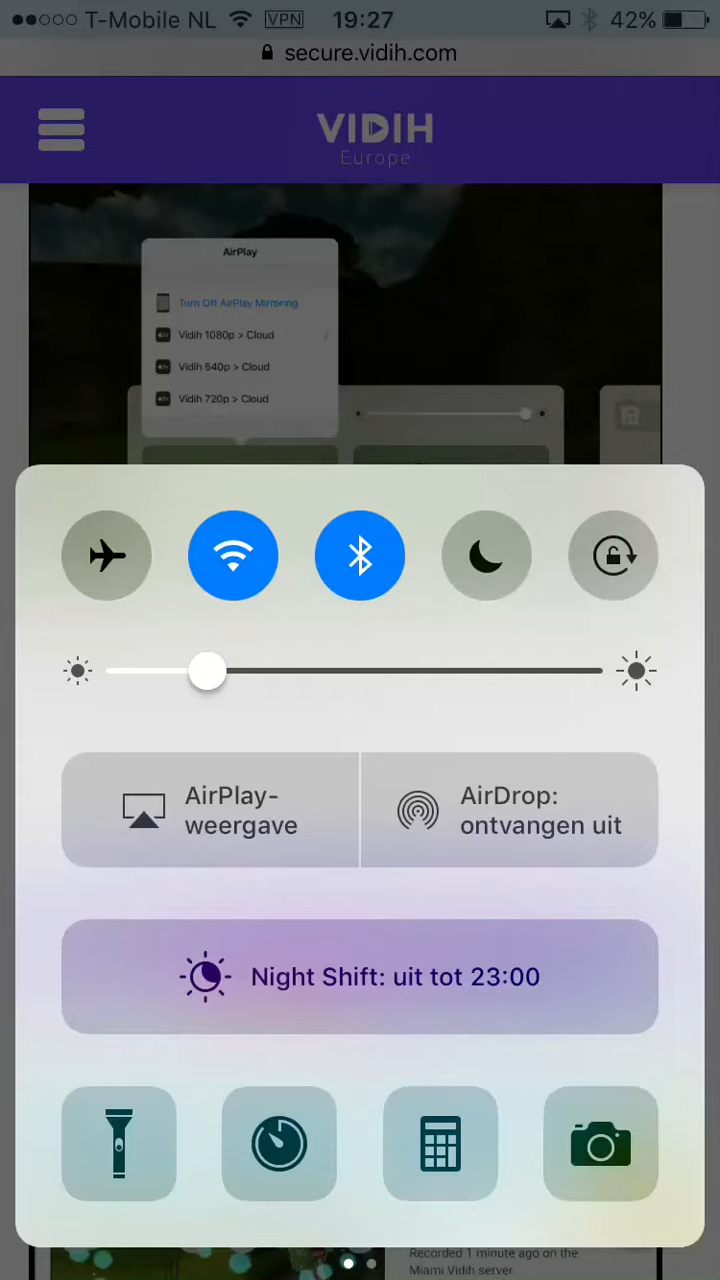 T-Mobile NL VPN 19:27 42%
secure.vidih.com
VIDIH
Europe
AirPlay
Turn Off AirPlay Mirroring
Vidih 1080p > Cloud
Vidih 540p > Cloud
Vidih 720p > Cloud
AirPlay-
weergave
AirDrop:
ontvangen uit
Night Shift: uit tot 23:00
Recorded 1 minute ago on the
Miami Vidih server.